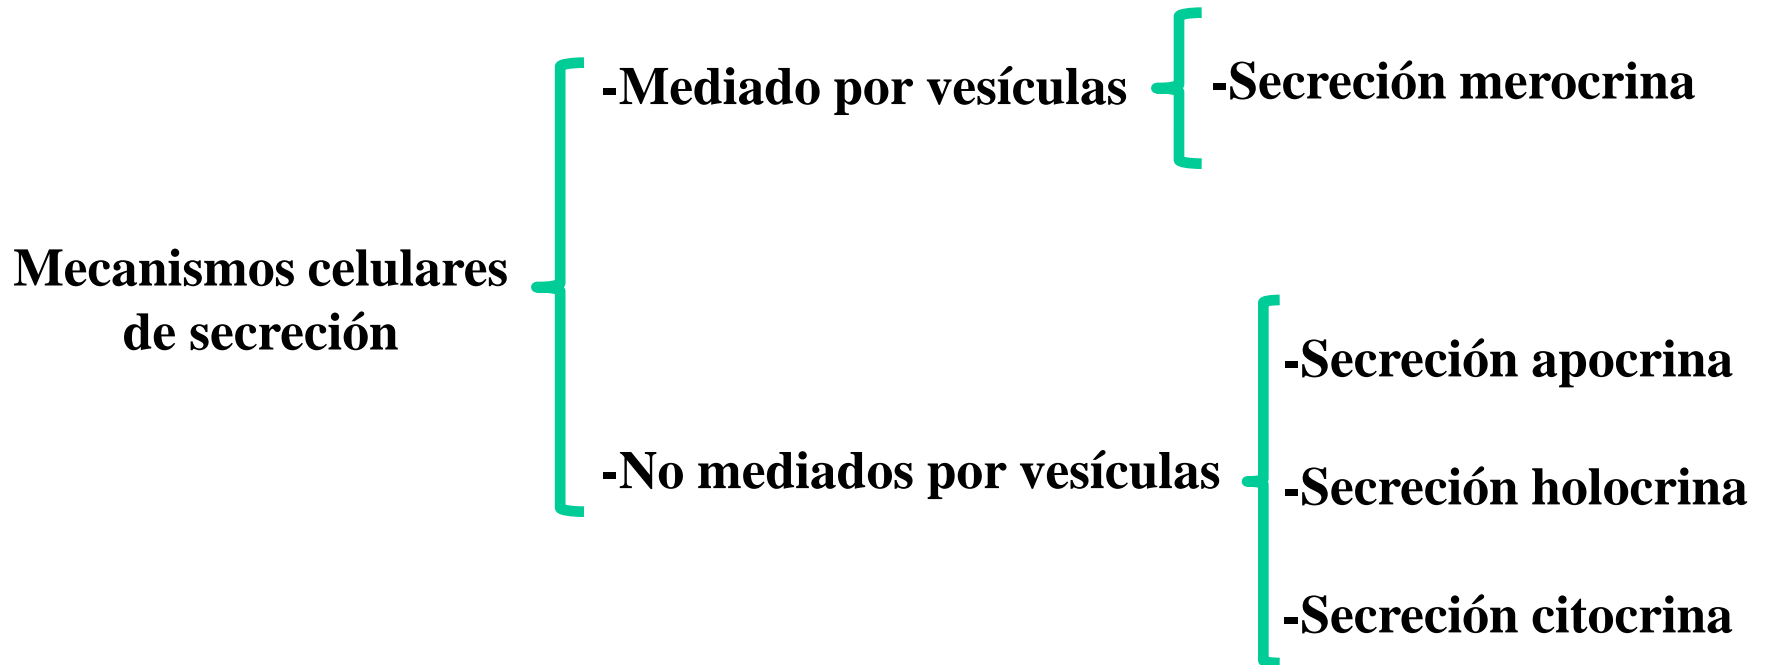 Mecanismos celulares
de secreción
-Mediado por vesículas
-Secreción merocrina
-No mediados por vesículas
-Secreción apocrina
-Secreción holocrina
-Secreción citocrina